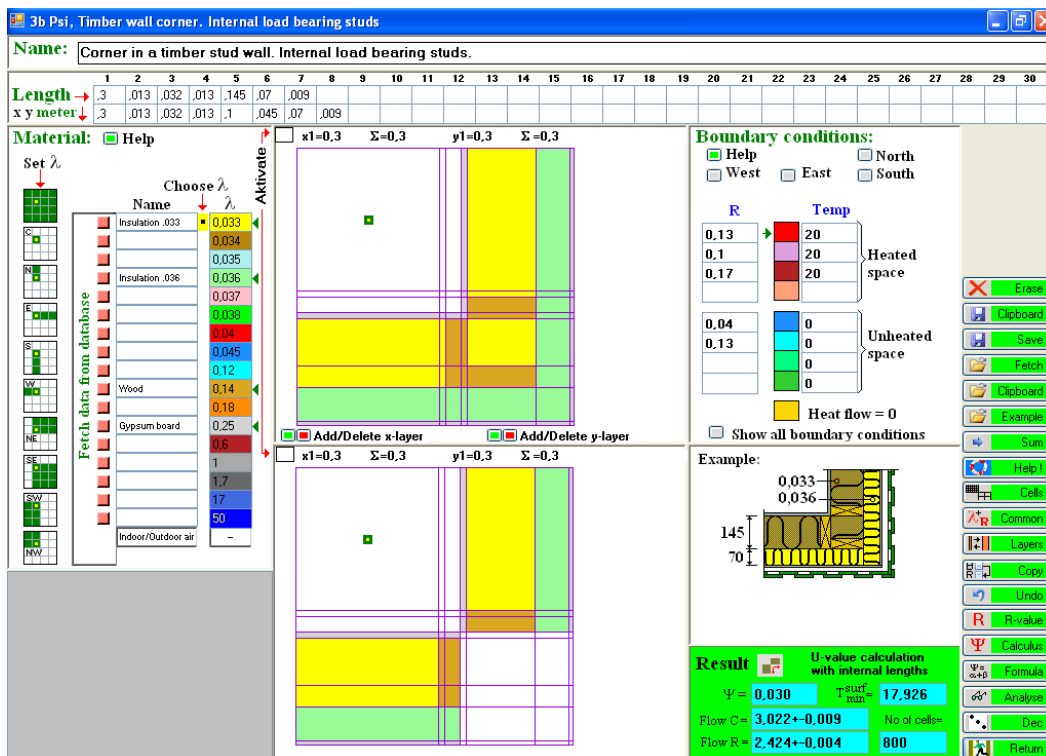 3b Psi, Timber wall corner. Internal load bearing studs
Name: Corner in a timber stud wall. Internal load bearing studs.
1 2 3 4 5 6 7 8 9 10 11 12 13 14 15 16 17 18 19 20 21 22 23 24 25 26 27 28 29 30
Length ,3 ,013 ,032 ,013 ,145 ,07 ,009
x y meter ,3 ,013 ,032 ,013 ,1 ,045 ,07 ,009
Material: Help
Set λ
Choose λ
Name λ
Aktivate
Fetch data from database
Insulation .033 0,033
0,034
0,035
Insulation .036 0,036
0,037
0,038
0,04
0,045
0,12
Wood 0,14
0,18
Gypsum board 0,25
0,6
1
1,7
17
50
Indoor/Outdoor air –
C
N
E
S
W
NE
SE
SW
NW
x1=0,3 Σ=0,3 y1=0,3 Σ=0,3
Add/Delete x-layer Add/Delete y-layer
x1=0,3 Σ=0,3 y1=0,3 Σ=0,3
Boundary conditions:
Help North
West East South
R Temp
0,13 20
0,1 20
0,17 20
Heated
space
0,04 0
0,13 0
0
0
Unheated
space
Heat flow = 0
Show all boundary conditions
Example:
0,033
0,036
145
70
Result U-value calculation
with internal lengths
Ψ= 0,030 T surf min = 17,926
Flow C= 3,022+-0,009 No of cells=
Flow R= 2,424+-0,004 800
Erase
Clipboard
Save
Fetch
Clipboard
Example
Sum
Help !
Cells
λ+R Common
Layers
Copy
Undo
R R-value
Ψ Calculus
Ψ= α+β Formula
Analyse
Dec
Return